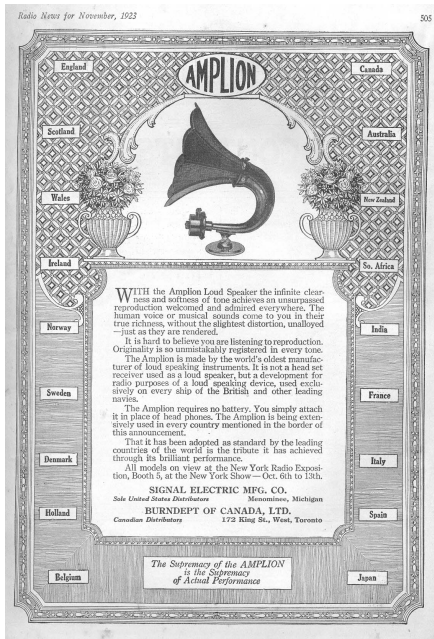 Radio News for November, 1923
505
AMPLION
England
Canada
Scotland
Australia
Wales
New Zealand
Ireland
So. Africa
Norway
India
Sweden
France
Denmark
Italy
Holland
Spain
Belgium
Japan
WITH the Amplion Loud Speaker the infinite clear-
ness and softness of tone achieves an unsurpassed
reproduction welcomed and admired everywhere. The
human voice or musical sounds come to you in their
true richness, without the slightest distortion, unalloyed
—just as they are rendered.
It is hard to believe you are listening to reproduction.
Originality is so unmistakably registered in every tone.
The Amplion is made by the world's oldest manufac-
turer of loud speaking instruments. It is not a head set
receiver used as a loud speaker, but a development for
radio purposes of a loud speaking device, used exclu-
sively on every ship of the British and other leading
navies.
The Amplion requires no battery. You simply attach
it in place of head phones. The Amplion is being exten-
sively used in every country mentioned in the border of
this announcement.
That it has been adopted as standard by the leading
countries of the world is the tribute it has achieved
through its brilliant performance.
All models on view at the New York Radio Exposi-
tion, Booth 5, at the New York Show — Oct. 6th to 13th.
SIGNAL ELECTRIC MFG. CO.
Sole United States Distributors Menominee, Michigan
BURNDEPT OF CANADA, LTD.
Canadian Distributors 172 King St., West, Toronto
The Supremacy of the AMPLION
is the Supremacy
of Actual Performance